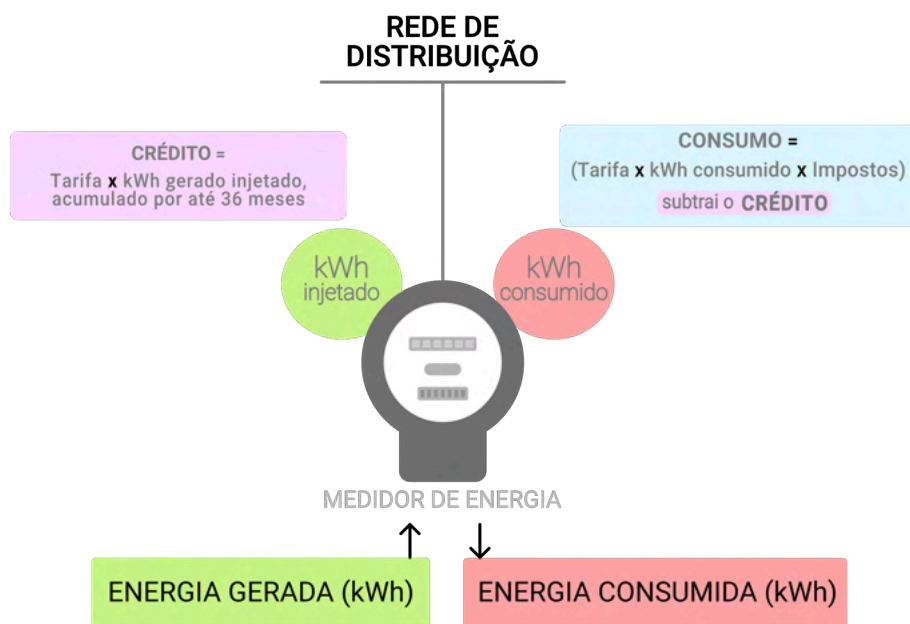 REDE DE
DISTRIBUIÇÃO
CRÉDITO =
Tarifa x kWh gerado injetado,
acumulado por até 36 meses
CONSUMO =
(Tarifa x kWh consumido x Impostos)
subtrai o CRÉDITO
kWh
injetado
kWh
consumido
MEDIDOR DE ENERGIA
ENERGIA GERADA (kWh)
ENERGIA CONSUMIDA (kWh)